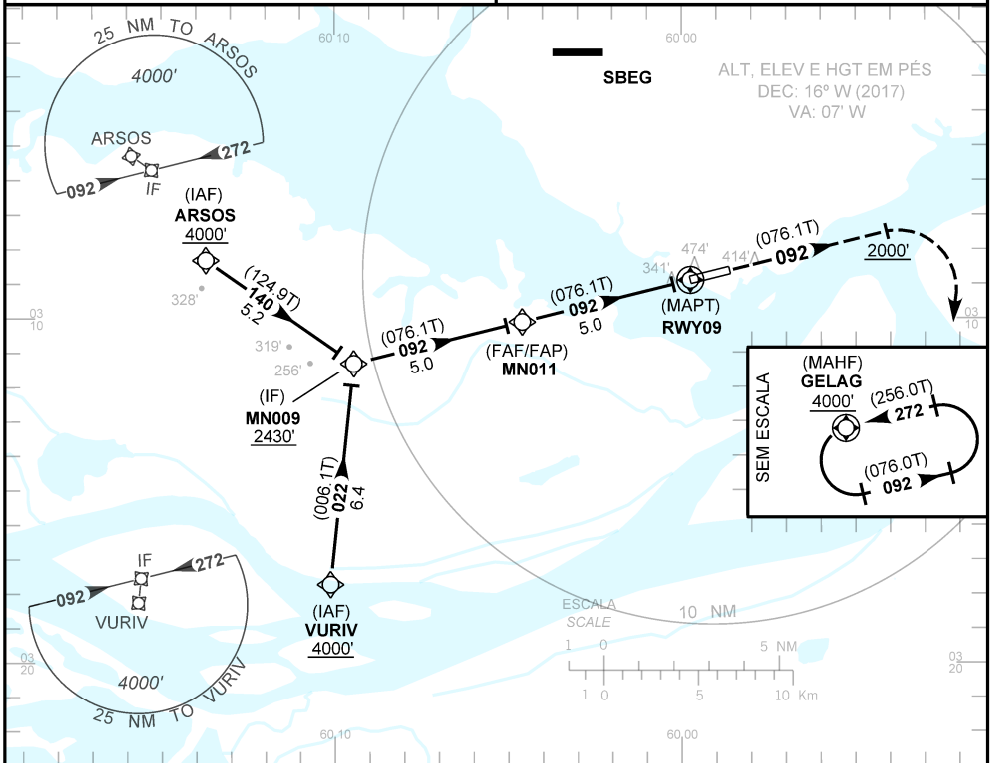 60 10
60 00
25 NM TO ARSOS
4000'
ARSOS
272
092
IF
SBEG
ALT, ELEV E HGT EM PÉS
DEC: 16º W (2017)
VA: 07' W
(IAF)
ARSOS
4000'
(124.9T)
140
5.2
328'
319'
256'
(IF)
MN009
2430'
(076.1T)
092
5.0
(FAF/FAP)
MN011
(076.1T)
092
5.0
341'
474'
414'
(MAPT)
RWY09
(076.1T)
092
2000'
03
10
03
10
SEM ESCALA
(MAHF)
GELAG
4000'
(256.0T)
272
(076.0T)
092
(006.1T)
022
6.4
(IAF)
VURIV
4000'
IF
272
092
VURIV
4000'
25 NM TO VURIV
10 NM
ESCALA
SCALE
1 0 5 NM
1 0 5 10 Km
03
20
03
20
60 10
60 00